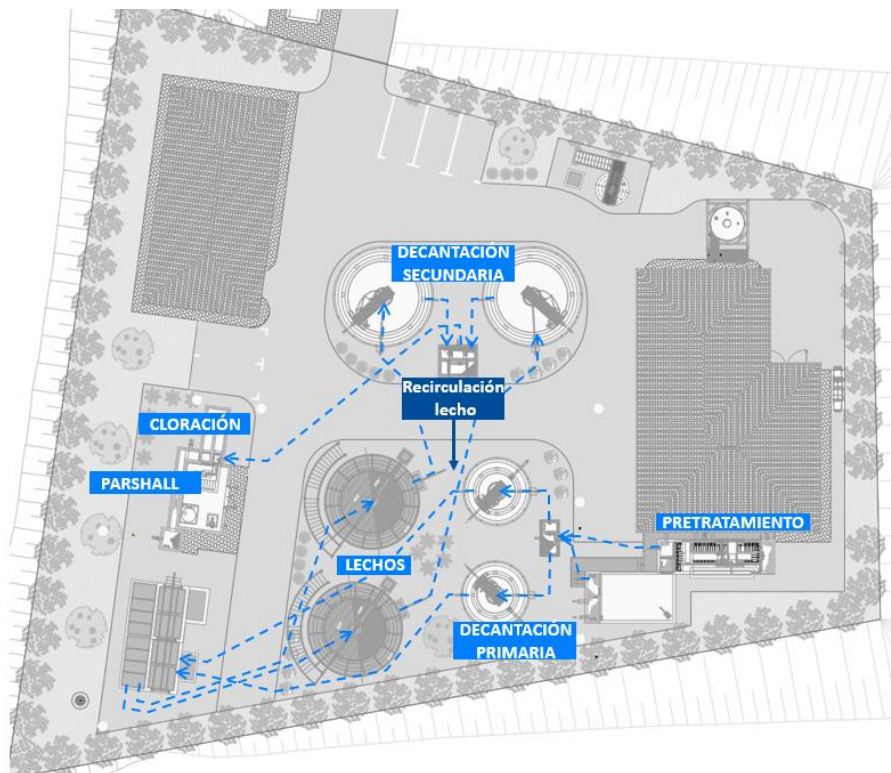 DECANTACIÓN
SECUNDARIA
Recirculación
lecho
CLORACIÓN
PARSHALL
PRETRATAMIENTO
LECHOS
DECANTACIÓN
PRIMARIA